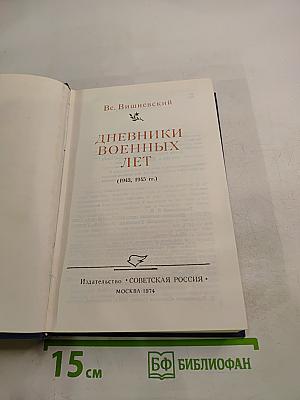 Вс. Вишневский
ДНЕВНИКИ
ВОЕННЫХ
ЛЕТ
(1943, 1945 гг.)
Издательство «СОВЕТСКАЯ РОССИЯ»
МОСКВА·1974
15 см
БФ БИБЛИОФАН